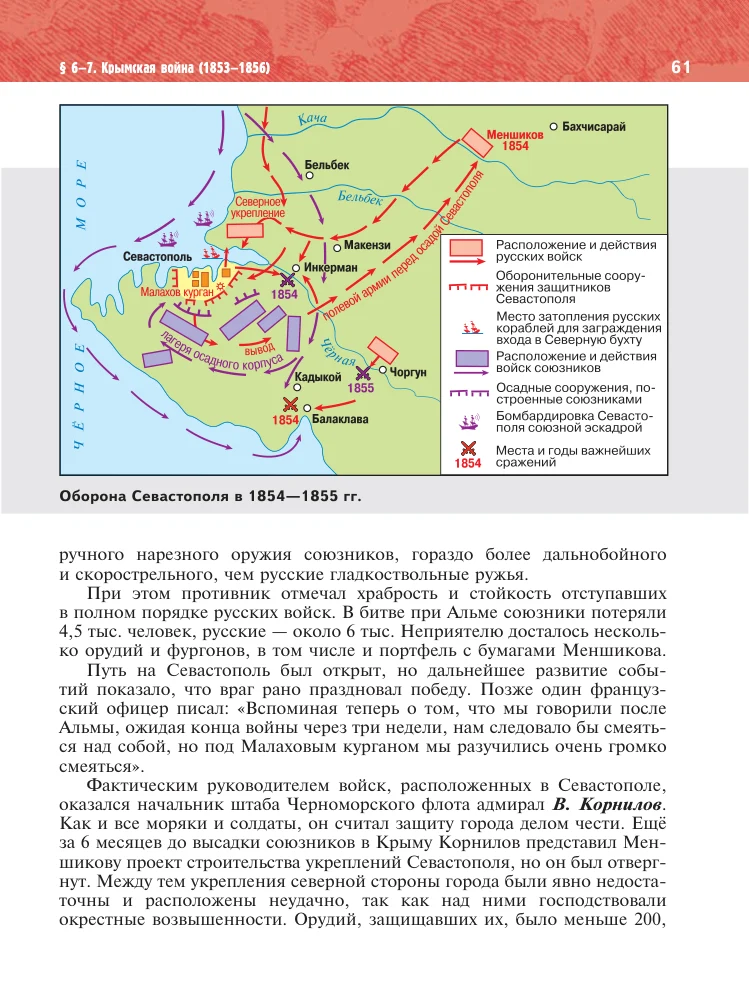 § 6–7. Крымская война (1853–1856)
61
Кача
Меншиков
1854
Бахчисарай
Бельбек
Бельбек
Северное
укрепление
Макензи
МОРЕ
ЧЁРНОЕ
Севастополь
Инкерман
Малахов курган
1854
вывод
полевой армии перед осадой Севастополя
лагеря осадного корпуса
Чёрная
Кадыкой
1855
Чоргун
1854
Балаклава
Расположение и действия
русских войск
Оборонительные соору-
жения защитников
Севастополя
Место затопления русских
кораблей для заграждения
входа в Северную бухту
Расположение и действия
войск союзников
Осадные сооружения, по-
строенные союзниками
Бомбардировка Севасто-
поля союзной эскадрой
1854
Места и годы важнейших
сражений
Оборона Севастополя в 1854—1855 гг.
ручного нарезного оружия союзников, гораздо более дальнобойного
и скорострельного, чем русские гладкоствольные ружья.
При этом противник отмечал храбрость и стойкость отступавших
в полном порядке русских войск. В битве при Альме союзники потеряли
4,5 тыс. человек, русские — около 6 тыс. Неприятелю досталось несколь-
ко орудий и фургонов, в том числе и портфель с бумагами Меншикова.
Путь на Севастополь был открыт, но дальнейшее развитие собы-
тий показало, что враг рано праздновал победу. Позже один француз-
ский офицер писал: «Вспоминая теперь о том, что мы говорили после
Альмы, ожидая конца войны через три недели, нам следовало бы смеять-
ся над собой, но под Малаховым курганом мы разучились очень громко
смеяться».
Фактическим руководителем войск, расположенных в Севастополе,
оказался начальник штаба Черноморского флота адмирал В. Корнилов.
Как и все моряки и солдаты, он считал защиту города делом чести. Ещё
за 6 месяцев до высадки союзников в Крыму Корнилов представил Мен-
шикову проект строительства укреплений Севастополя, но он был отверг-
нут. Между тем укрепления северной стороны города были явно недоста-
точны и расположены неудачно, так как над ними господствовали
окрестные возвышенности. Орудий, защищавших их, было меньше 200,